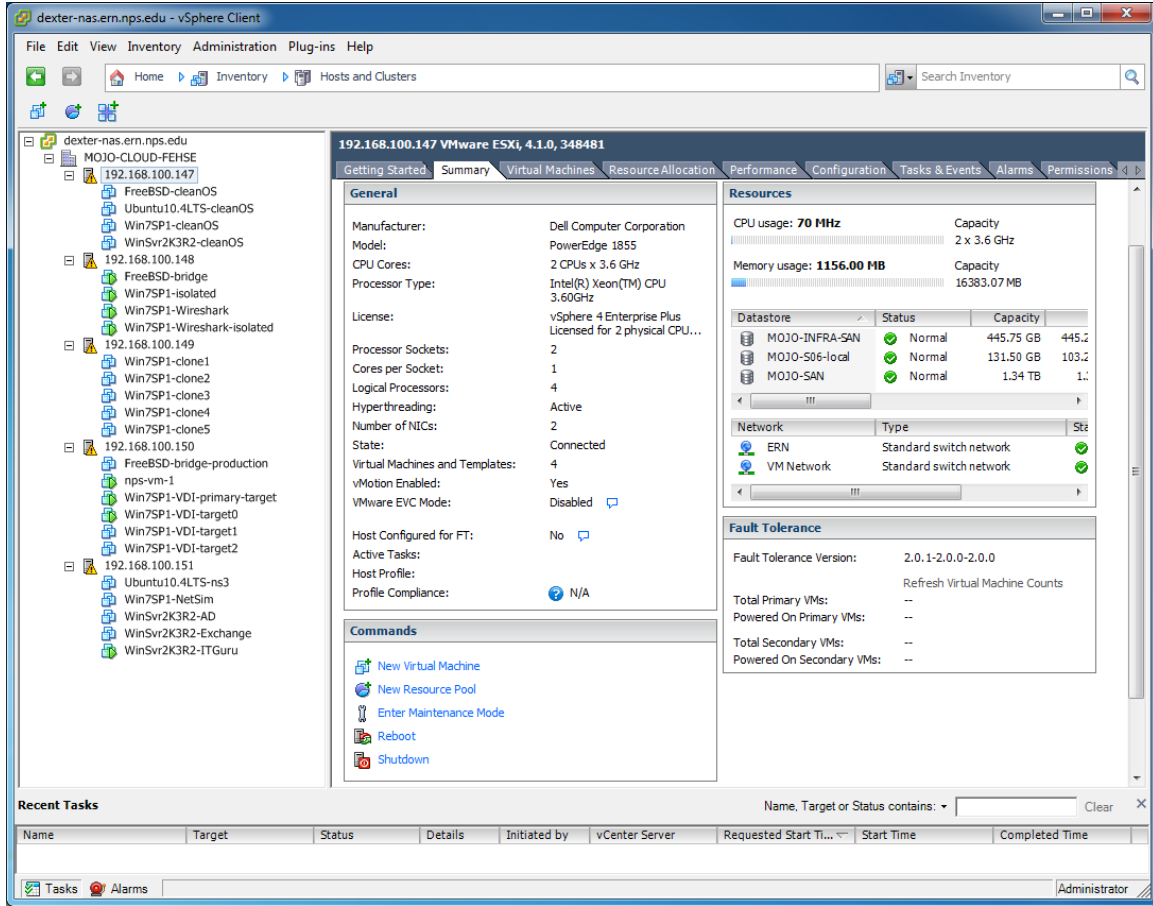 dexter-nas.ern.nps.edu - vSphere Client
File Edit View Inventory Administration Plug-ins Help
Home Inventory Hosts and Clusters
Search Inventory
dexter-nas.ern.nps.edu
MOJO-CLOUD-FEHSE
192.168.100.147
FreeBSD-cleanOS
Ubuntu10.4LTS-cleanOS
Win7SP1-cleanOS
WinSvr2K3R2-cleanOS
192.168.100.148
FreeBSD-bridge
Win7SP1-isolated
Win7SP1-Wireshark
Win7SP1-Wireshark-isolated
192.168.100.149
Win7SP1-clone1
Win7SP1-clone2
Win7SP1-clone3
Win7SP1-clone4
Win7SP1-clone5
192.168.100.150
FreeBSD-bridge-production
nps-vm-1
Win7SP1-VDI-primary-target
Win7SP1-VDI-target0
Win7SP1-VDI-target1
Win7SP1-VDI-target2
192.168.100.151
Ubuntu10.4LTS-ns3
Win7SP1-NetSim
WinSvr2K3R2-AD
WinSvr2K3R2-Exchange
WinSvr2K3R2-ITGuru
192.168.100.147 VMware ESXi, 4.1.0, 348481
Getting Started Summary Virtual Machines Resource Allocation Performance Configuration Tasks & Events Alarms Permissions
General
Manufacturer: Dell Computer Corporation
Model: PowerEdge 1855
CPU Cores: 2 CPUs x 3.6 GHz
Processor Type: Intel(R) Xeon(TM) CPU
3.60GHz
License: vSphere 4 Enterprise Plus
Licensed for 2 physical CPU...
Processor Sockets: 2
Cores per Socket: 1
Logical Processors: 4
Hyperthreading: Active
Number of NICs: 2
State: Connected
Virtual Machines and Templates: 4
vMotion Enabled: Yes
VMware EVC Mode: Disabled
Host Configured for FT: No
Active Tasks:
Host Profile:
Profile Compliance: N/A
Commands
New Virtual Machine
New Resource Pool
Enter Maintenance Mode
Reboot
Shutdown
Resources
CPU usage: 70 MHz Capacity
2 x 3.6 GHz
Memory usage: 1156.00 MB Capacity
16383.07 MB
Datastore Status Capacity
MOJO-INFRA-SAN Normal 445.75 GB 445.2
MOJO-S06-local Normal 131.50 GB 103.2
MOJO-SAN Normal 1.34 TB 1.
Network Type Sta
ERN Standard switch network
VM Network Standard switch network
Fault Tolerance
Fault Tolerance Version: 2.0.1-2.0.0-2.0.0
Refresh Virtual Machine Counts
Total Primary VMs: --
Powered On Primary VMs: --
Total Secondary VMs: --
Powered On Secondary VMs: --
Recent Tasks
Name, Target or Status contains: Clear
Name Target Status Details Initiated by vCenter Server Requested Start Ti... Start Time Completed Time
Tasks Alarms
Administrator